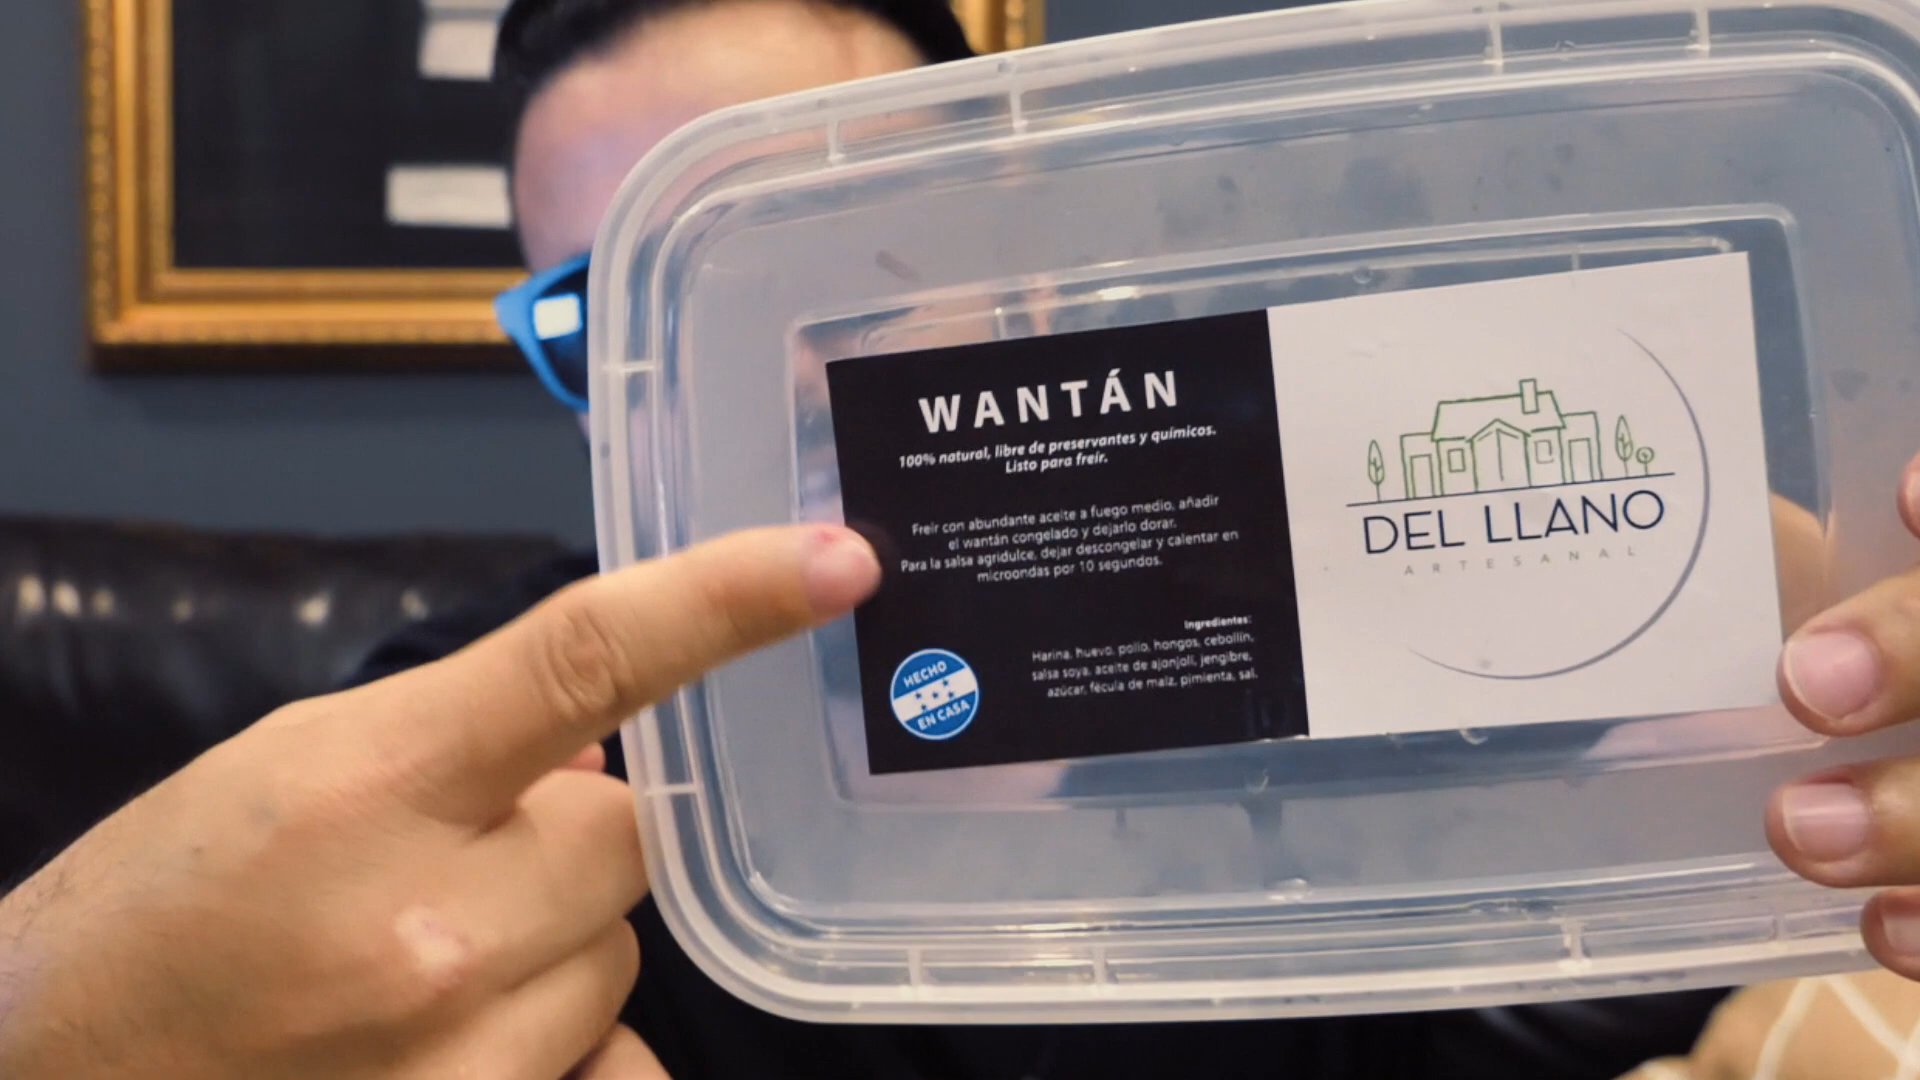 WANTÁN
100% natural, libre de preservantes y químicos.
Listo para freír.
Freir con abundante aceite a fuego medio, añadir
el wantán congelado y dejarlo dorar.
Para la salsa agridulce, dejar descongelar y calentar en
microondas por 10 segundos.
Ingredientes:
Harina, huevo, pollo, hongos, cebollín,
salsa soya, aceite de ajonjolí, jengibre,
azúcar, fécula de maíz, pimienta, sal.
HECHO
EN CASA
DEL LLANO
ARTESANAL